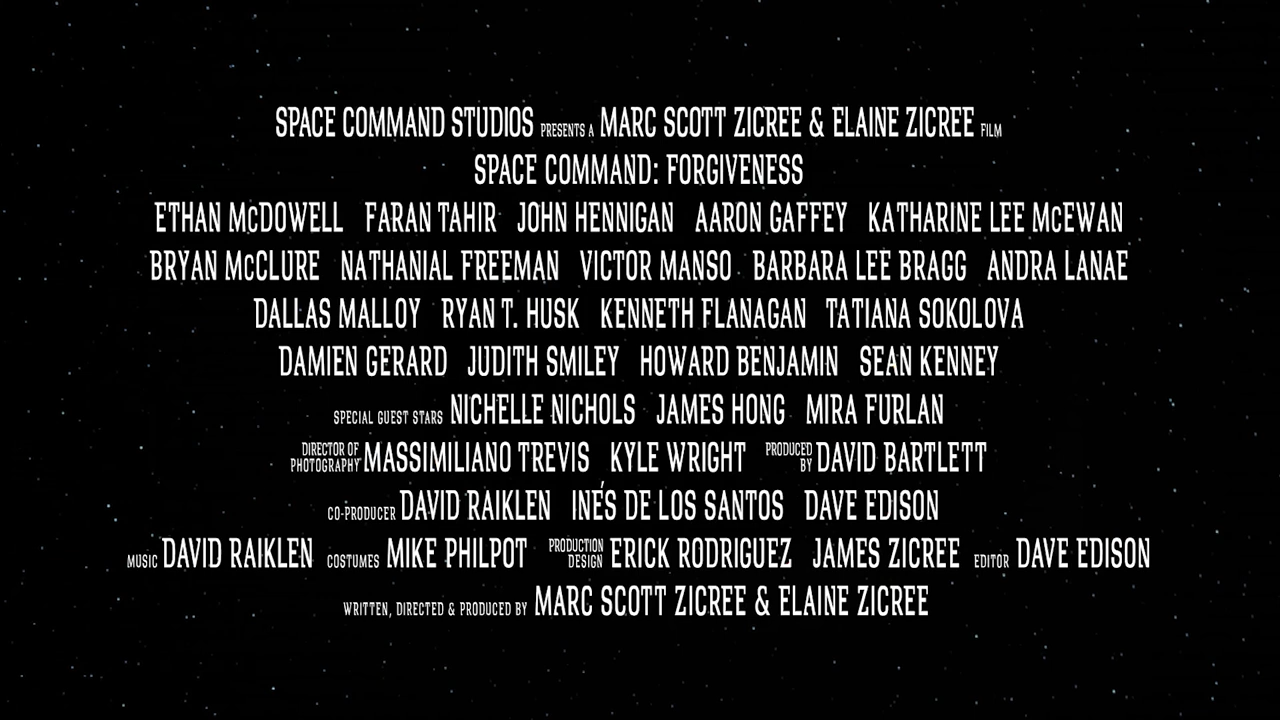 SPACE COMMAND STUDIOS PRESENTS A MARC SCOTT ZICREE & ELAINE ZICREE FILM
SPACE COMMAND: FORGIVENESS
ETHAN McDOWELL FARAN TAHIR JOHN HENNIGAN AARON GAFFEY KATHARINE LEE McEWAN
BRYAN McCLURE NATHANIAL FREEMAN VICTOR MANSO BARBARA LEE BRAGG ANDRA LANAE
DALLAS MALLOY RYAN T. HUSK KENNETH FLANAGAN TATIANA SOKOLOVA
DAMIEN GERARD JUDITH SMILEY HOWARD BENJAMIN SEAN KENNEY
SPECIAL GUEST STARS NICHELLE NICHOLS JAMES HONG MIRA FURLAN
DIRECTOR OF PHOTOGRAPHY MASSIMILIANO TREVIS KYLE WRIGHT PRODUCED BY DAVID BARTLETT
CO-PRODUCER DAVID RAIKLEN INÉS DE LOS SANTOS DAVE EDISON
MUSIC DAVID RAIKLEN COSTUMES MIKE PHILPOT PRODUCTION DESIGN ERICK RODRIGUEZ JAMES ZICREE EDITOR DAVE EDISON
WRITTEN, DIRECTED & PRODUCED BY MARC SCOTT ZICREE & ELAINE ZICREE